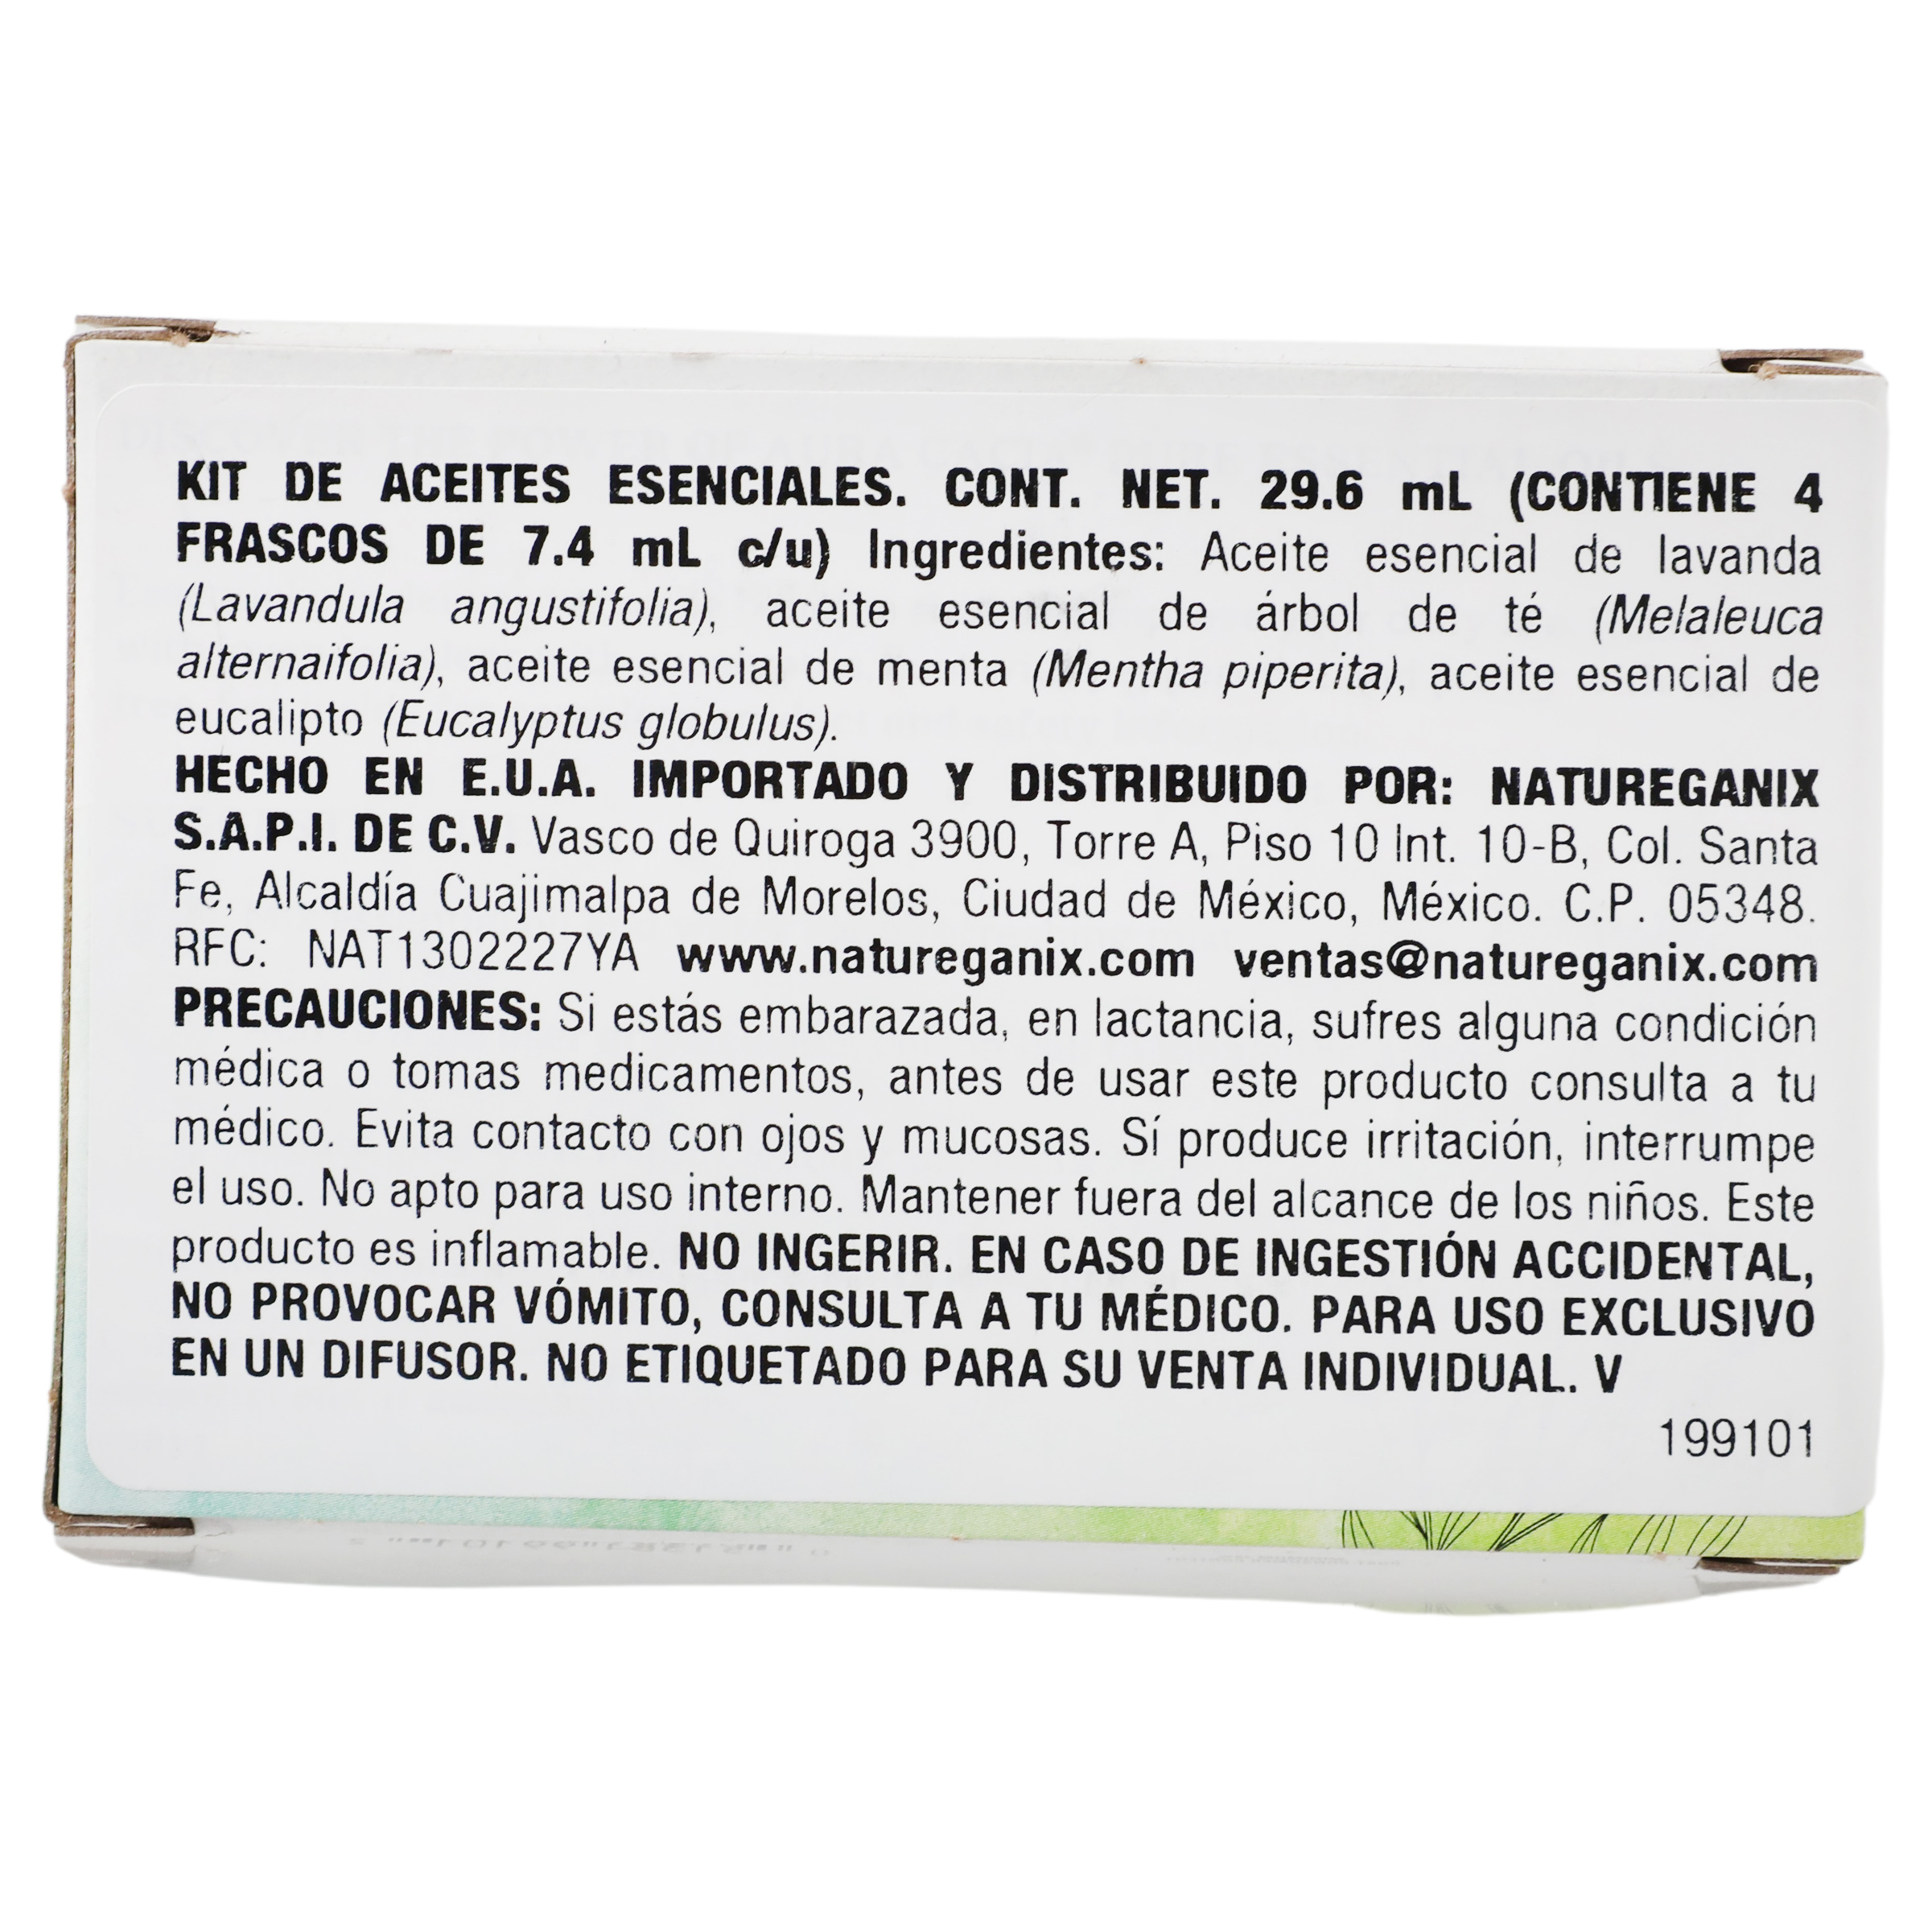 KIT DE ACEITES ESENCIALES. CONT. NET. 29.6 mL (CONTIENE 4
FRASCOS DE 7.4 mL c/u) Ingredientes: Aceite esencial de lavanda
(Lavandula angustifolia), aceite esencial de árbol de té (Melaleuca
alternaifolia), aceite esencial de menta (Mentha piperita), aceite esencial de
eucalipto (Eucalyptus globulus).
HECHO EN E.U.A. IMPORTADO Y DISTRIBUIDO POR: NATUREGANIX
S.A.P.I. DE C.V. Vasco de Quiroga 3900, Torre A, Piso 10 Int. 10-B, Col. Santa
Fe, Alcaldía Cuajimalpa de Morelos, Ciudad de México, México. C.P. 05348.
RFC: NAT1302227YA www.natureganix.com ventas@natureganix.com
PRECAUCIONES: Si estás embarazada, en lactancia, sufres alguna condición
médica o tomas medicamentos, antes de usar este producto consulta a tu
médico. Evita contacto con ojos y mucosas. Sí produce irritación, interrumpe
el uso. No apto para uso interno. Mantener fuera del alcance de los niños. Este
producto es inflamable. NO INGERIR. EN CASO DE INGESTIÓN ACCIDENTAL,
NO PROVOCAR VÓMITO, CONSULTA A TU MÉDICO. PARA USO EXCLUSIVO
EN UN DIFUSOR. NO ETIQUETADO PARA SU VENTA INDIVIDUAL. V
199101